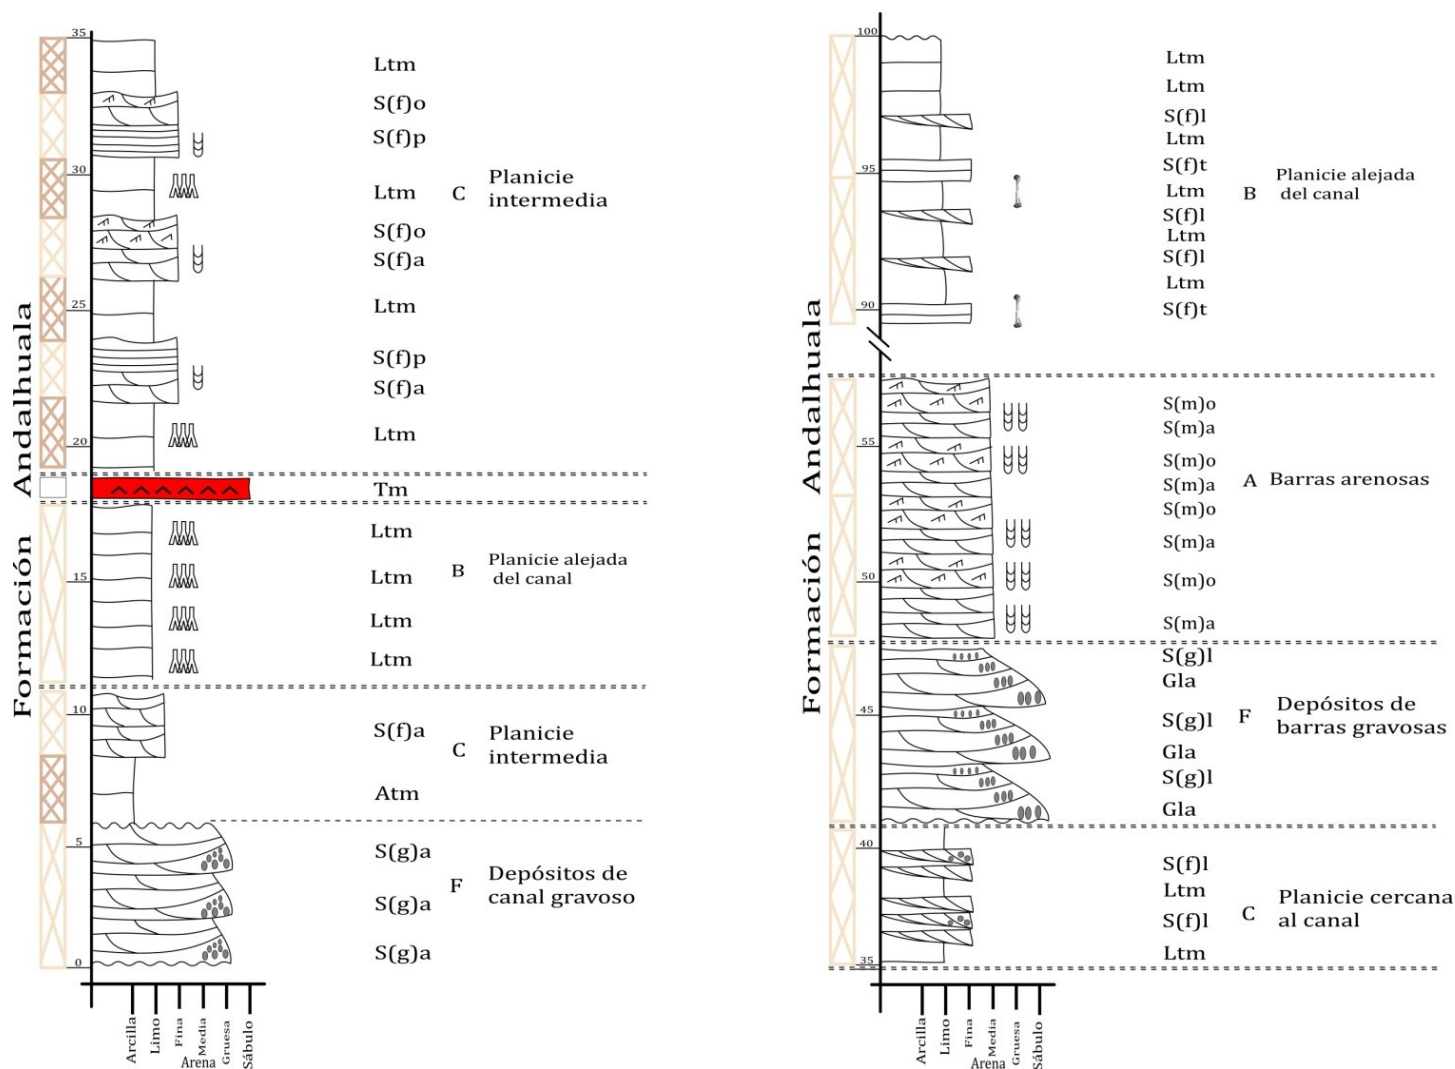 35
Ltm
S(f)o
S(f)p
30
Ltm
C
Planicie
intermedia
S(f)o
S(f)a
25
Ltm
S(f)p
S(f)a
20
Ltm
Tm
Ltm
15
Ltm
B
Planicie alejada
del canal
Ltm
Ltm
10
S(f)a
C
Planicie
intermedia
Atm
5
S(g)a
F
Depósitos de
canal gravoso
S(g)a
S(g)a
0
Formación Andalhuala
Arcilla
Limo
Fina
Media
Gruesa
Sábulo
Arena
100
Ltm
Ltm
S(f)l
Ltm
95
S(f)t
Ltm
B
Planicie alejada
del canal
S(f)l
Ltm
S(f)l
Ltm
90
S(f)t
S(m)o
S(m)a
55
S(m)o
S(m)a
A
Barras arenosas
S(m)o
S(m)a
50
S(m)o
S(m)a
S(g)l
Gla
45
S(g)l
F
Depósitos de
barras gravosas
Gla
S(g)l
Gla
40
S(f)l
Ltm
C
Planicie cercana
al canal
S(f)l
Ltm
35
Formación Andalhuala
Arcilla
Limo
Fina
Media
Gruesa
Sábulo
Arena